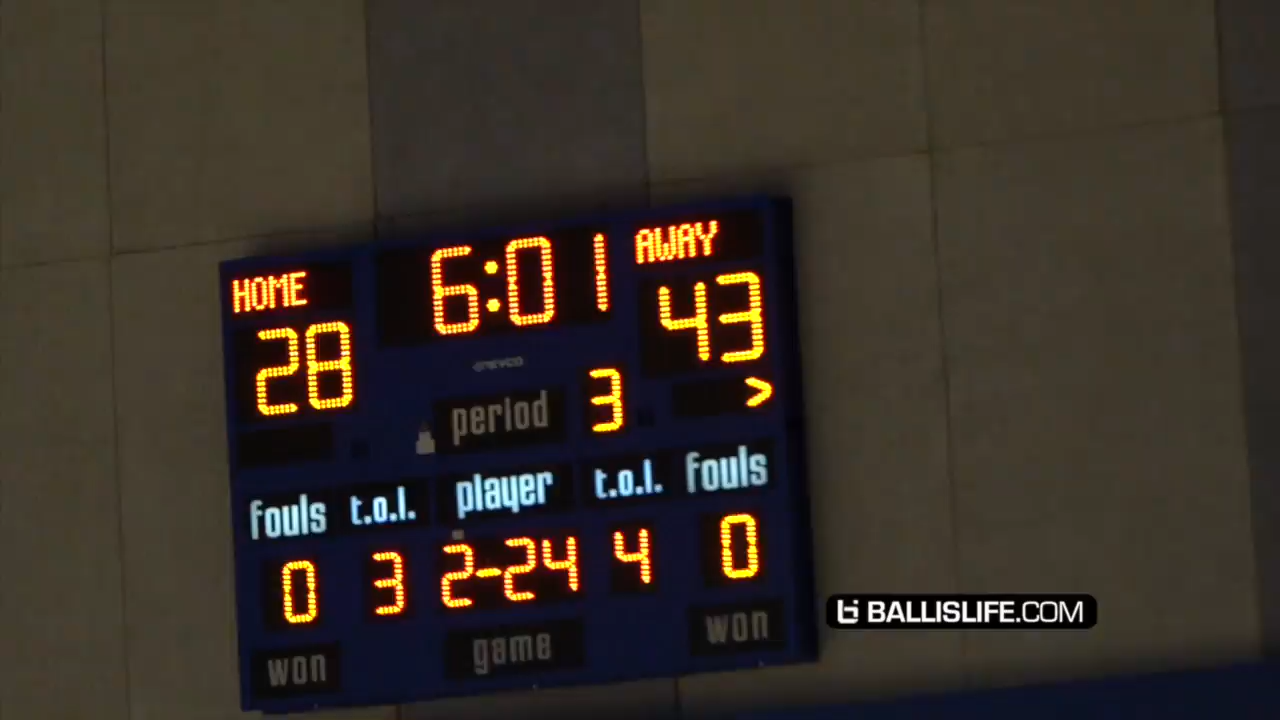 HOME 6:01 AWAY
28 43
period 3 >
fouls t.o.l. player t.o.l. fouls
0 3 2-24 4 0
won game won
BALLISLIFE.COM